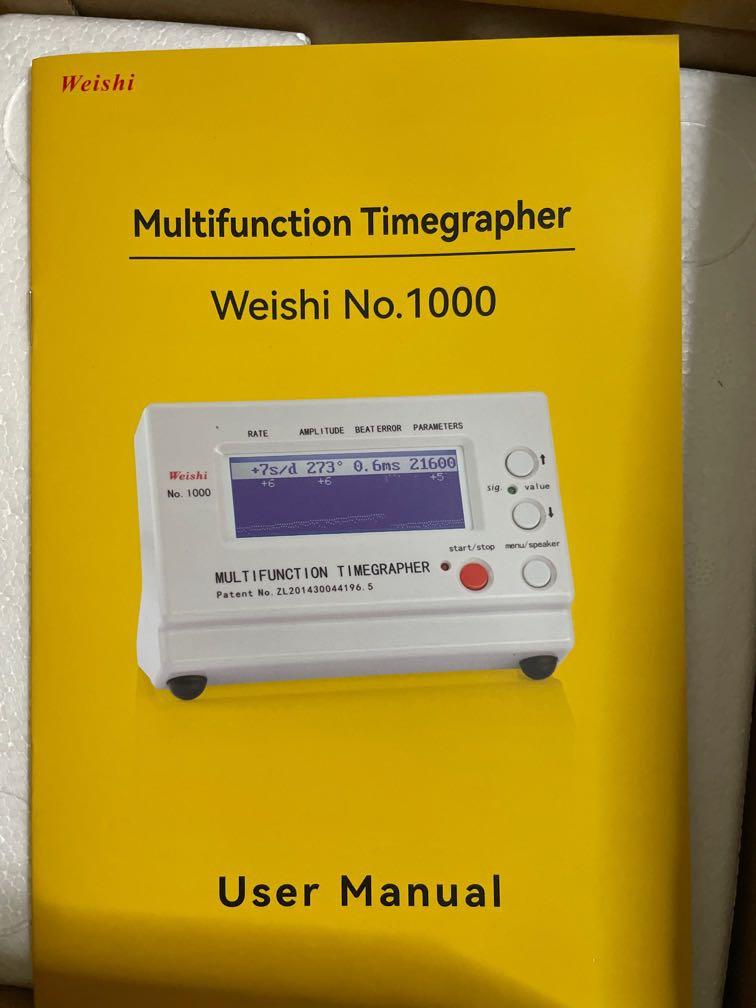 Weishi
Multifunction Timegrapher
Weishi No.1000
RATE AMPLITUDE BEAT ERROR PARAMETERS
+7s/d 273° 0.6ms 21600
+6 +6 +5
Weishi
No. 1000
↑
sig. value
↓
start/stop menu/speaker
MULTIFUNCTION TIMEGRAPHER
Patent No. ZL201430044196.5
User Manual